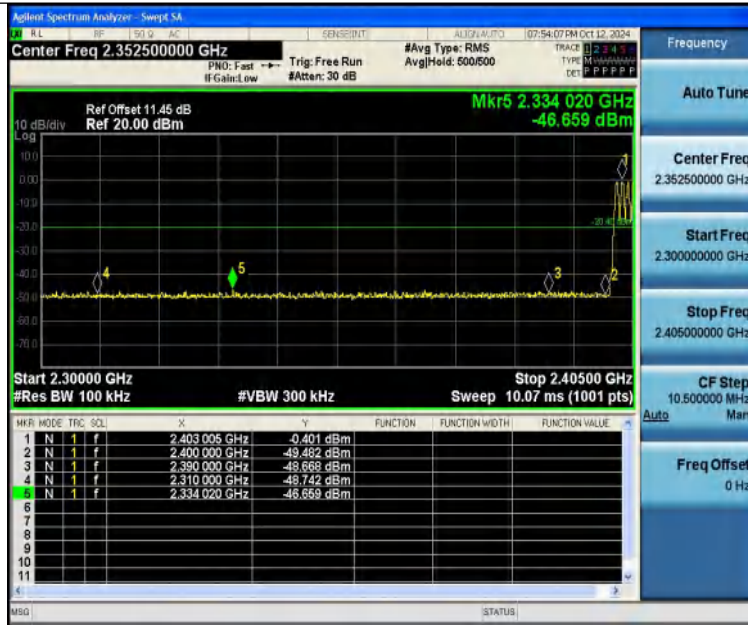 Agilent Spectrum Analyzer - Swept SA
RL RF 50 Ω AC SENSE:INT ALIGN AUTO 07:54:07 PM Oct 12, 2024
Center Freq 2.352500000 GHz
PNO: Fast
IFGain:Low
Trig: Free Run
#Atten: 30 dB
#Avg Type: RMS
Avg|Hold: 500/500
TRACE 1 2 3 4 5
TYPE M
DET P P P P P P
Ref Offset 11.45 dB
Ref 20.00 dBm
10 dB/div
Log
Mkr5 2.334 020 GHz
-46.659 dBm
10.0
0.00
-10.0
-20.0
-30.0
-40.0
-50.0
-60.0
-70.0
1
4
5
3
2
Start 2.30000 GHz
Stop 2.40500 GHz
#Res BW 100 kHz
#VBW 300 kHz
Sweep 10.07 ms (1001 pts)
MKR MODE TRC SCL X Y FUNCTION FUNCTION WIDTH FUNCTION VALUE
1 N 1 f 2.403 005 GHz -0.401 dBm
2 N 1 f 2.400 000 GHz -49.482 dBm
3 N 1 f 2.390 000 GHz -48.668 dBm
4 N 1 f 2.310 000 GHz -48.742 dBm
5 N 1 f 2.334 020 GHz -46.659 dBm
6
7
8
9
10
11
MSG
STATUS
Frequency
Auto Tune
Center Freq
2.352500000 GHz
Start Freq
2.300000000 GHz
Stop Freq
2.405000000 GHz
CF Step
10.500000 MHz
Auto Man
Freq Offset
0 Hz